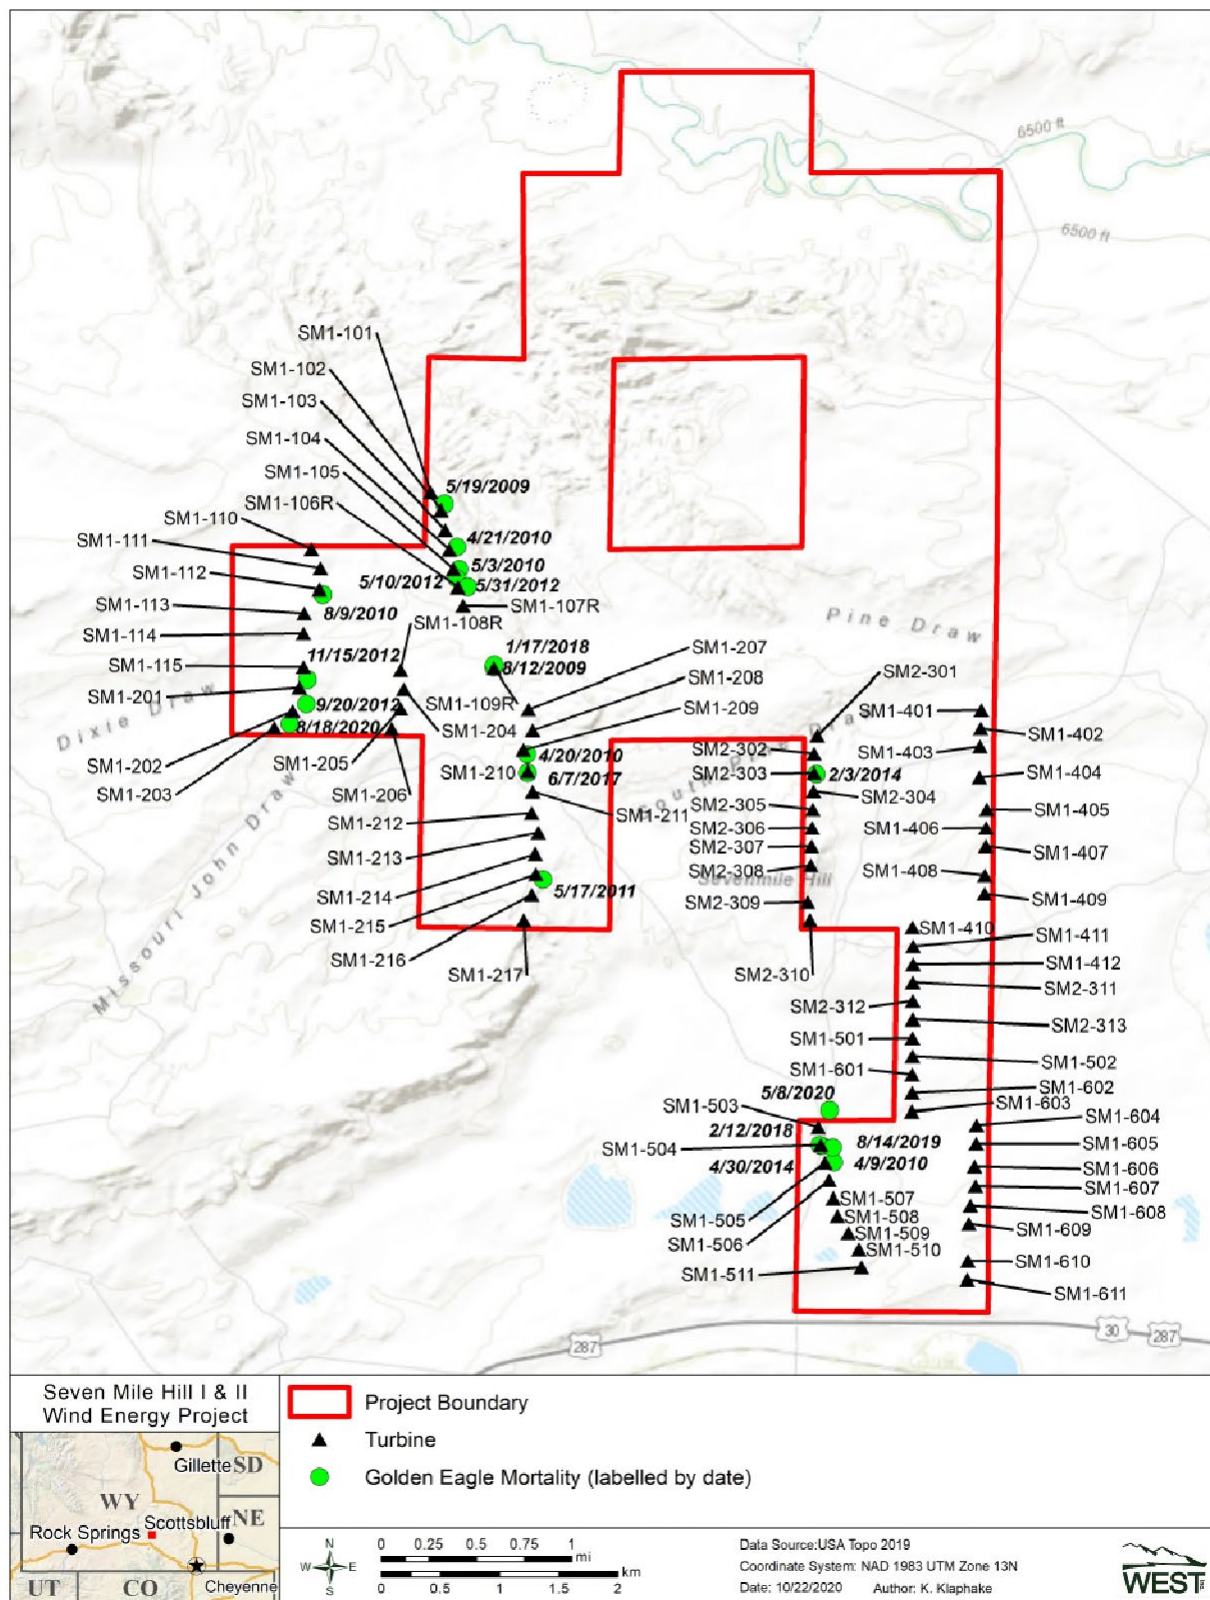 6500 ft
6500 ft
SM1-101
SM1-102
SM1-103
SM1-104
SM1-105
SM1-106R
SM1-110
SM1-111
SM1-112
SM1-113
SM1-114
SM1-115
SM1-201
SM1-202
SM1-203
5/19/2009
4/21/2010
5/3/2010
5/10/2012
5/31/2012
SM1-107R
8/9/2010
SM1-108R
11/15/2012
9/20/2012
8/18/2020
1/17/2018
8/12/2009
SM1-109R
SM1-204
SM1-205
SM1-206
SM1-207
SM1-208
SM1-209
4/20/2010
SM1-210
6/7/2017
SM1-211
SM1-212
SM1-213
SM1-214
SM1-215
SM1-216
SM1-217
5/17/2011
Dixie Draw
Missouri John Draw
Pine Draw
South Pine Draw
Sevenmile Hill
SM2-301
SM2-302
SM2-303
2/3/2014
SM2-304
SM2-305
SM2-306
SM2-307
SM2-308
SM2-309
SM2-310
SM1-401
SM1-402
SM1-403
SM1-404
SM1-405
SM1-406
SM1-407
SM1-408
SM1-409
SM1-410
SM1-411
SM1-412
SM2-311
SM2-312
SM2-313
SM1-501
SM1-502
SM1-601
SM1-602
SM1-603
SM1-604
SM1-605
SM1-606
SM1-607
SM1-608
SM1-609
SM1-610
SM1-611
5/8/2020
SM1-503
2/12/2018
SM1-504
8/14/2019
4/30/2014
4/9/2010
SM1-505
SM1-506
SM1-507
SM1-508
SM1-509
SM1-510
SM1-511
287
30
287
Seven Mile Hill I & II
Wind Energy Project
Gillette
SD
WY
NE
Rock Springs
Scottsbluff
UT
CO
Cheyenne
Project Boundary
Turbine
Golden Eagle Mortality (labelled by date)
N
W E
S
0 0.25 0.5 0.75 1
mi
km
0 0.5 1 1.5 2
Data Source:USA Topo 2019
Coordinate System: NAD 1983 UTM Zone 13N
Date: 10/22/2020 Author: K. Klaphake
WEST